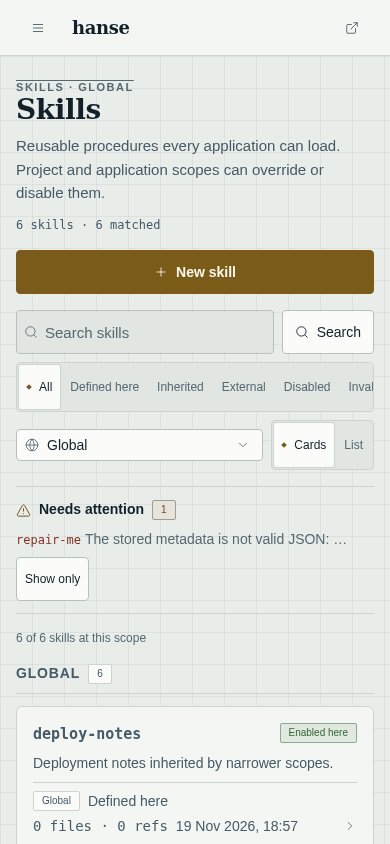 hanse
SKILLS · GLOBAL
Skills
Reusable procedures every application can load.
Project and application scopes can override or
disable them.
6 skills · 6 matched
New skill
Search skills
Search
All Defined here Inherited External Disabled Inval
Global
Cards List
Needs attention 1
repair-me The stored metadata is not valid JSON: …
Show only
6 of 6 skills at this scope
GLOBAL 6
deploy-notes Enabled here
Deployment notes inherited by narrower scopes.
Global Defined here
0 files · 0 refs 19 Nov 2026, 18:57